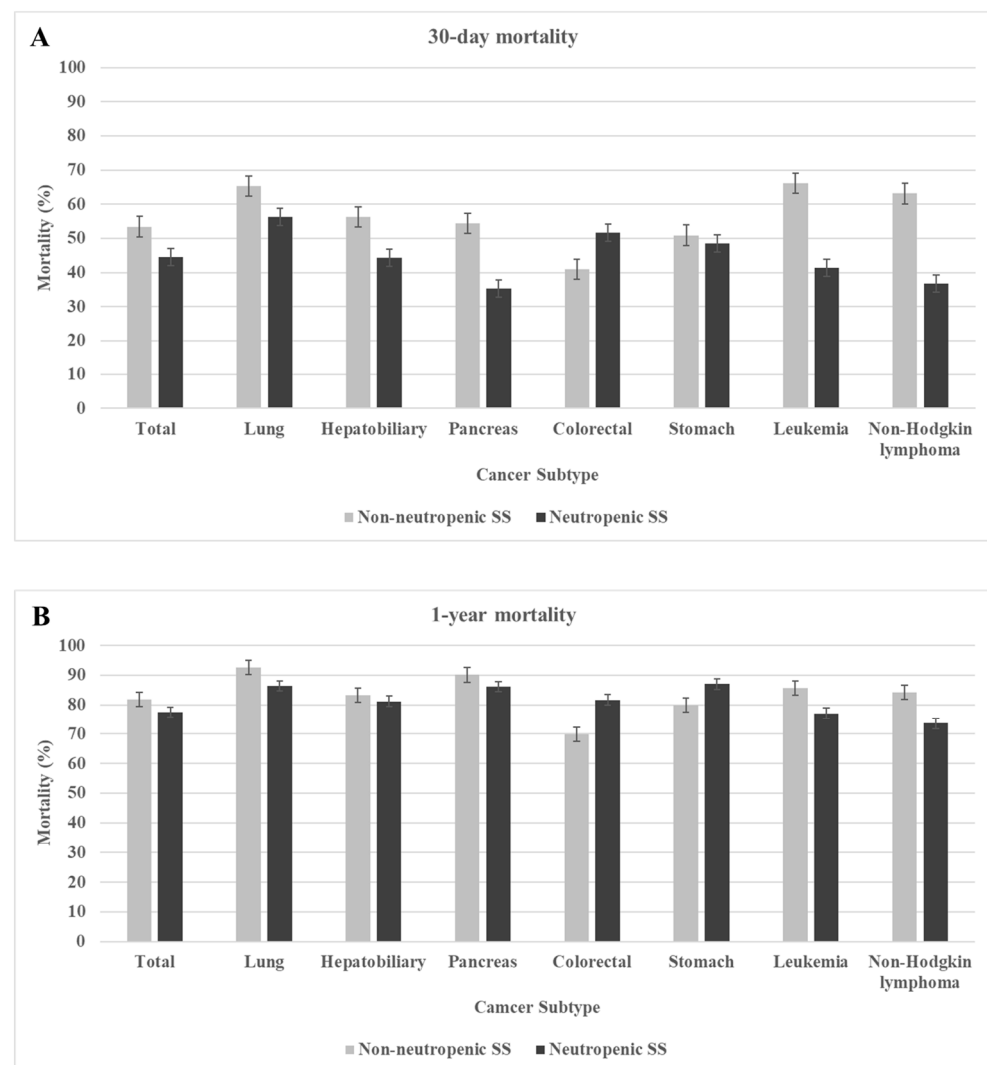 A
30-day mortality
100
90
80
70
60
50
40
30
20
10
0
Mortality (%)
Total Lung Hepatobiliary Pancreas Colorectal Stomach Leukemia Non-Hodgkin
lymphoma
Cancer Subtype
Non-neutropenic SS Neutropenic SS
B
1-year mortality
100
90
80
70
60
50
40
30
20
10
0
Mortality (%)
Total Lung Hepatobiliary Pancreas Colorectal Stomach Leukemia Non-Hodgkin
lymphoma
Camcer Subtype
Non-neutropenic SS Neutropenic SS